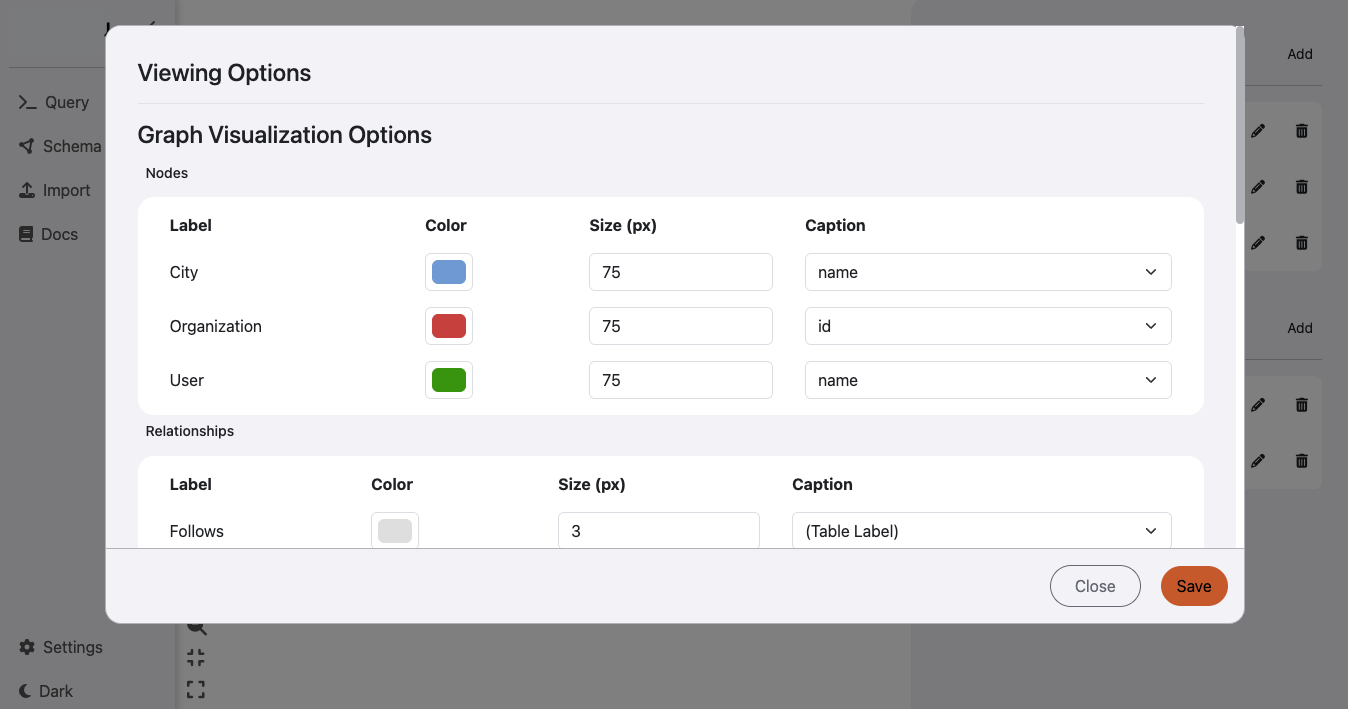 Viewing Options
Graph Visualization Options
Nodes
Label Color Size (px) Caption
City 75 name
Organization 75 id
User 75 name
Relationships
Label Color Size (px) Caption
Follows 3 (Table Label)
Close Save
Query
Schema
Import
Docs
Settings
Dark
Add
Add